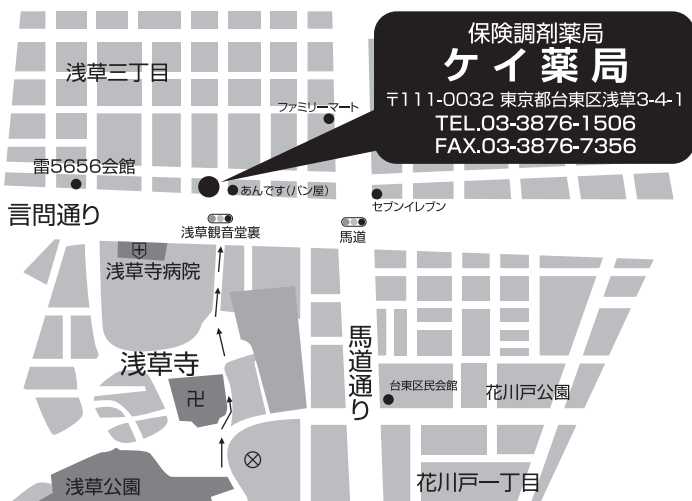 保険調剤薬局
ケイ薬局
〒111-0032 東京都台東区浅草3-4-1
TEL.03-3876-1506
FAX.03-3876-7356
浅草三丁目
ファミリーマート
雷5656会館
あんです(パン屋)
セブンイレブン
言問通り
浅草観音堂裏
馬道
浅草寺病院
浅草寺
卍
馬道通り
台東区民会館
花川戸公園
浅草公園
花川戸一丁目